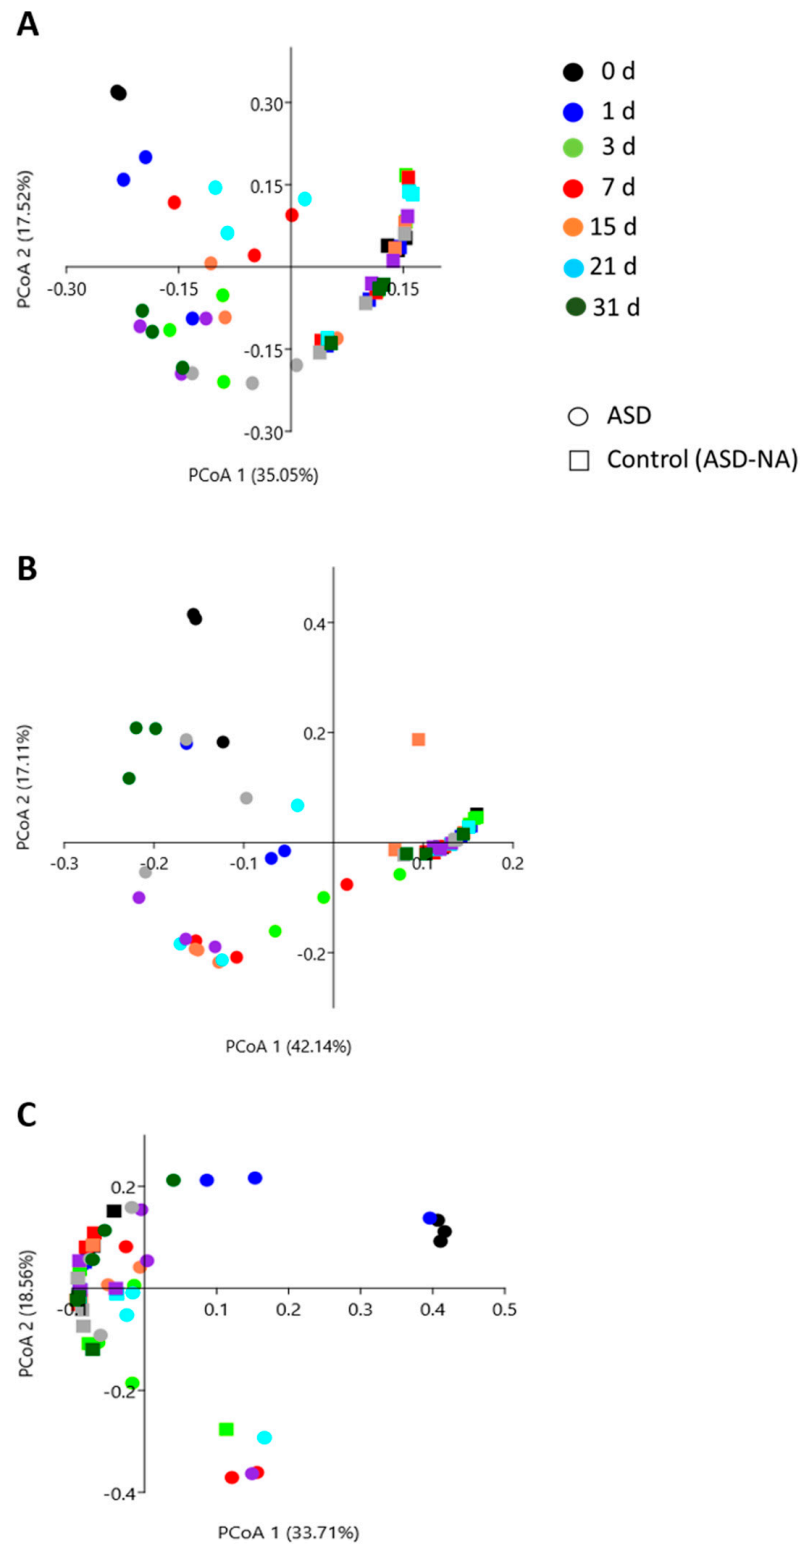 A
0 d
1 d
3 d
7 d
15 d
21 d
31 d
ASD
Control (ASD-NA)
PCoA 2 (17.52%)
0.30
0.15
-0.30
-0.15
0.15
-0.15
-0.30
PCoA 1 (35.05%)
B
PCoA 2 (17.11%)
0.4
0.2
-0.3
-0.2
-0.1
0.1
0.2
-0.2
PCoA 1 (42.14%)
C
PCoA 2 (18.56%)
0.2
-0.1
0.1
0.2
0.3
0.4
0.5
-0.2
-0.4
PCoA 1 (33.71%)